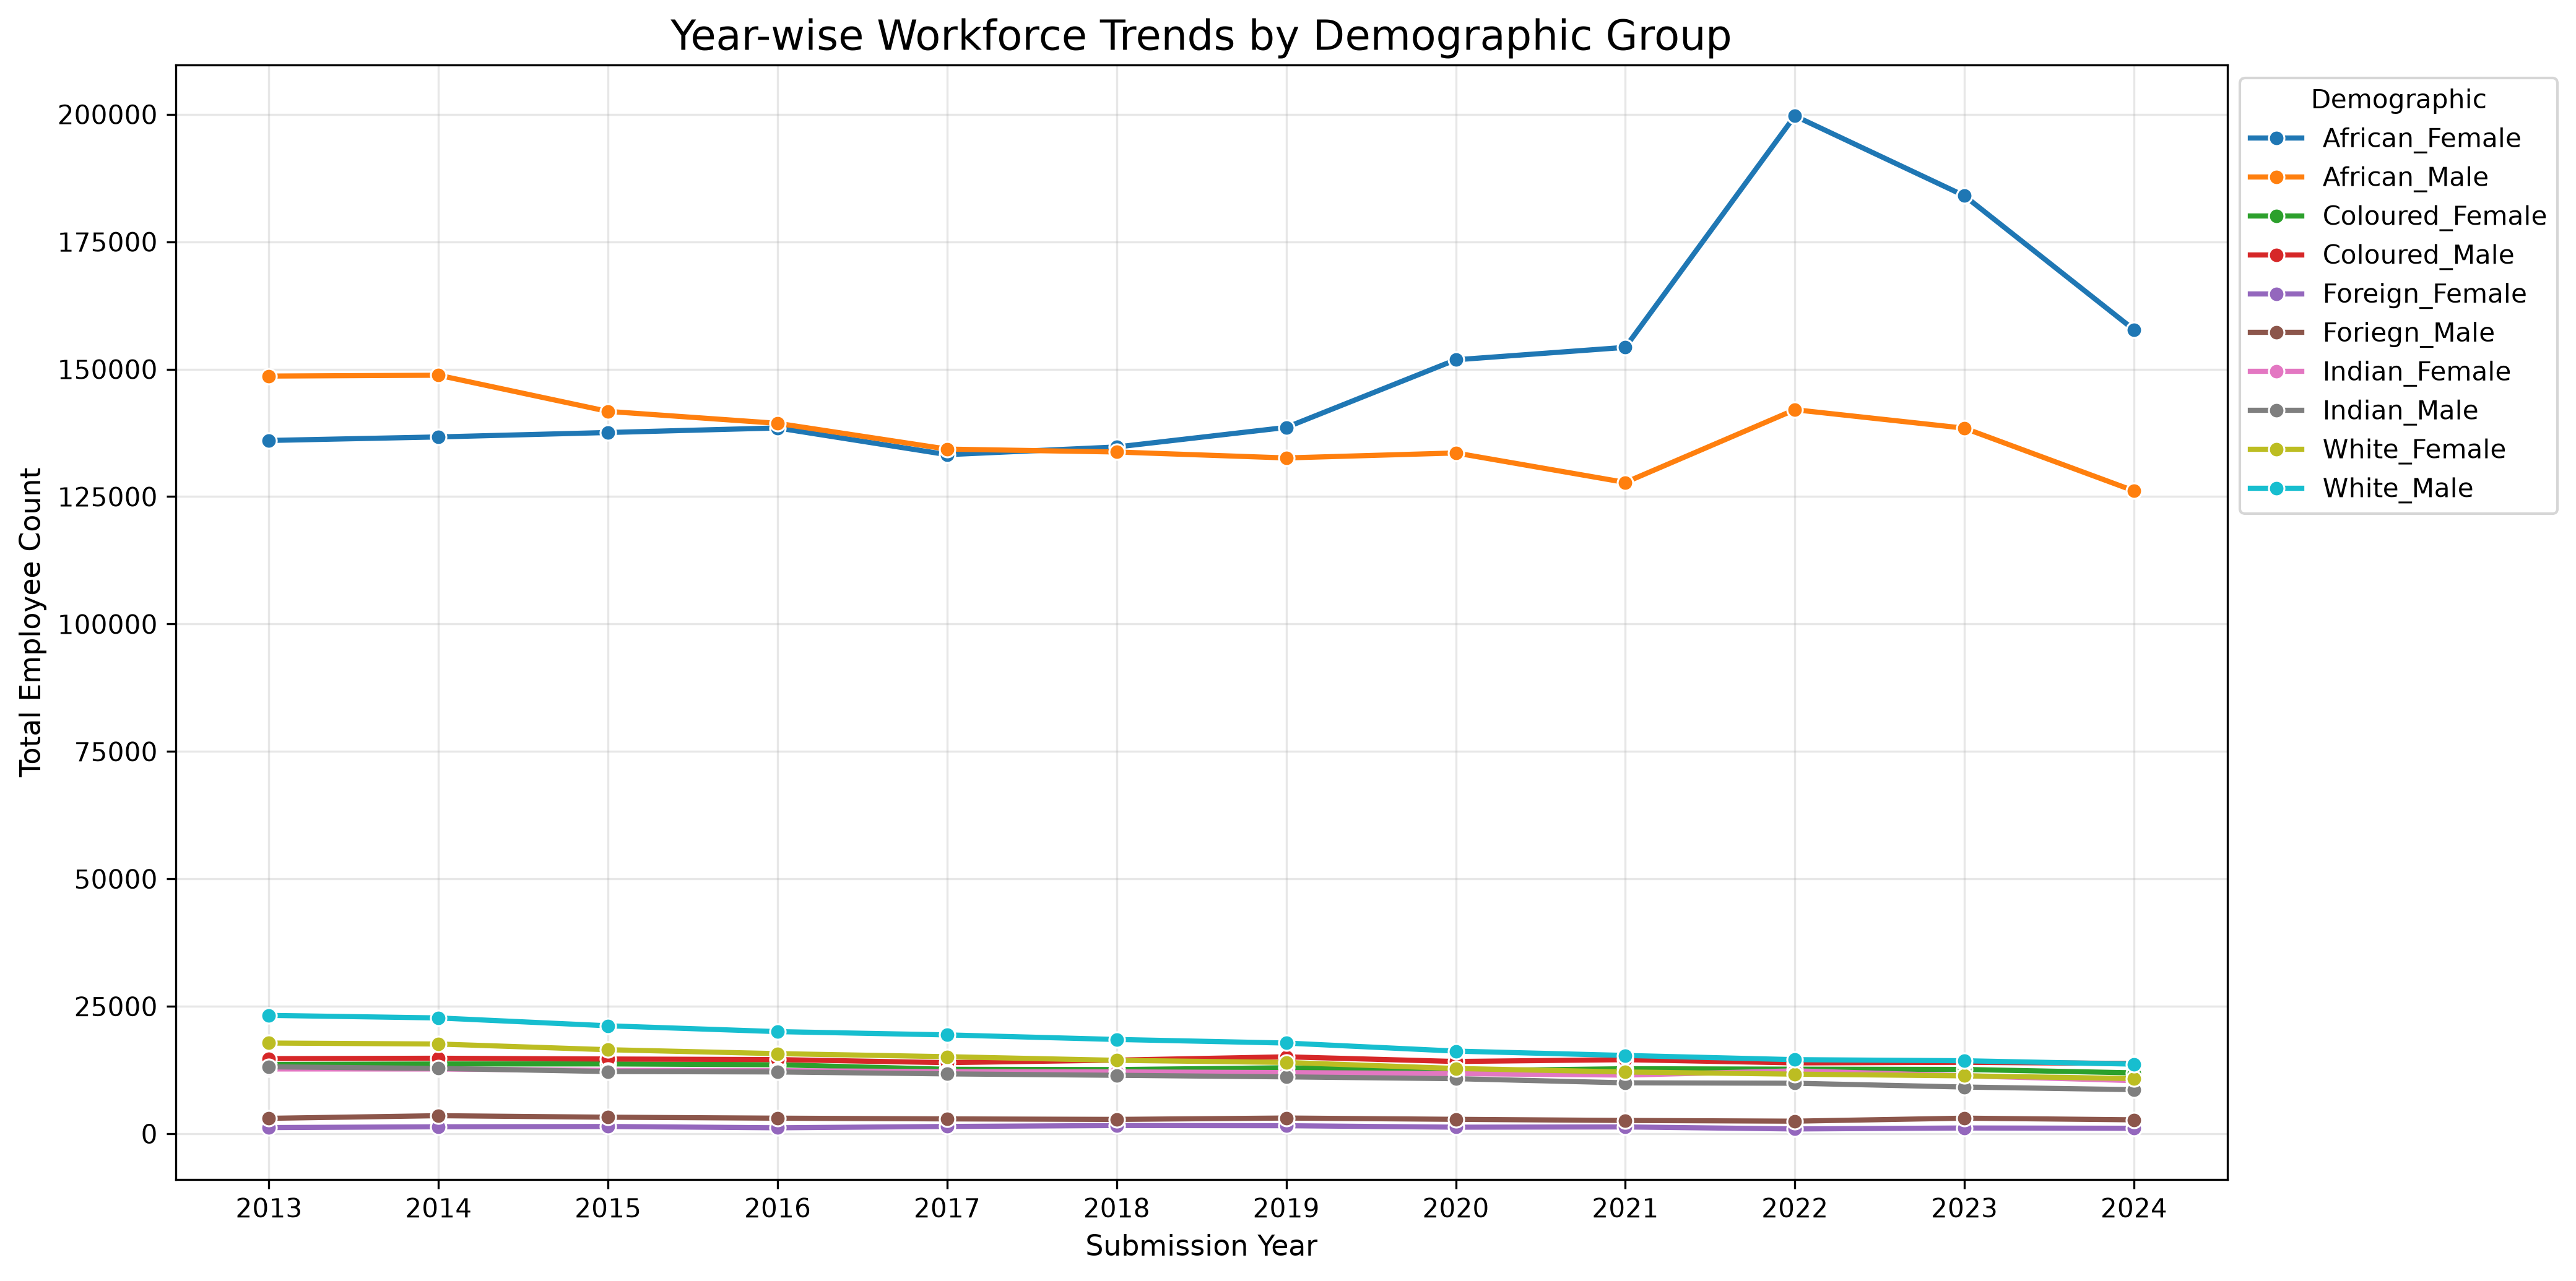 Year-wise Workforce Trends by Demographic Group
Total Employee Count
200000
175000
150000
125000
100000
75000
50000
25000
0
2013 2014 2015 2016 2017 2018 2019 2020 2021 2022 2023 2024
Submission Year
Demographic
African_Female
African_Male
Coloured_Female
Coloured_Male
Foreign_Female
Foriegn_Male
Indian_Female
Indian_Male
White_Female
White_Male